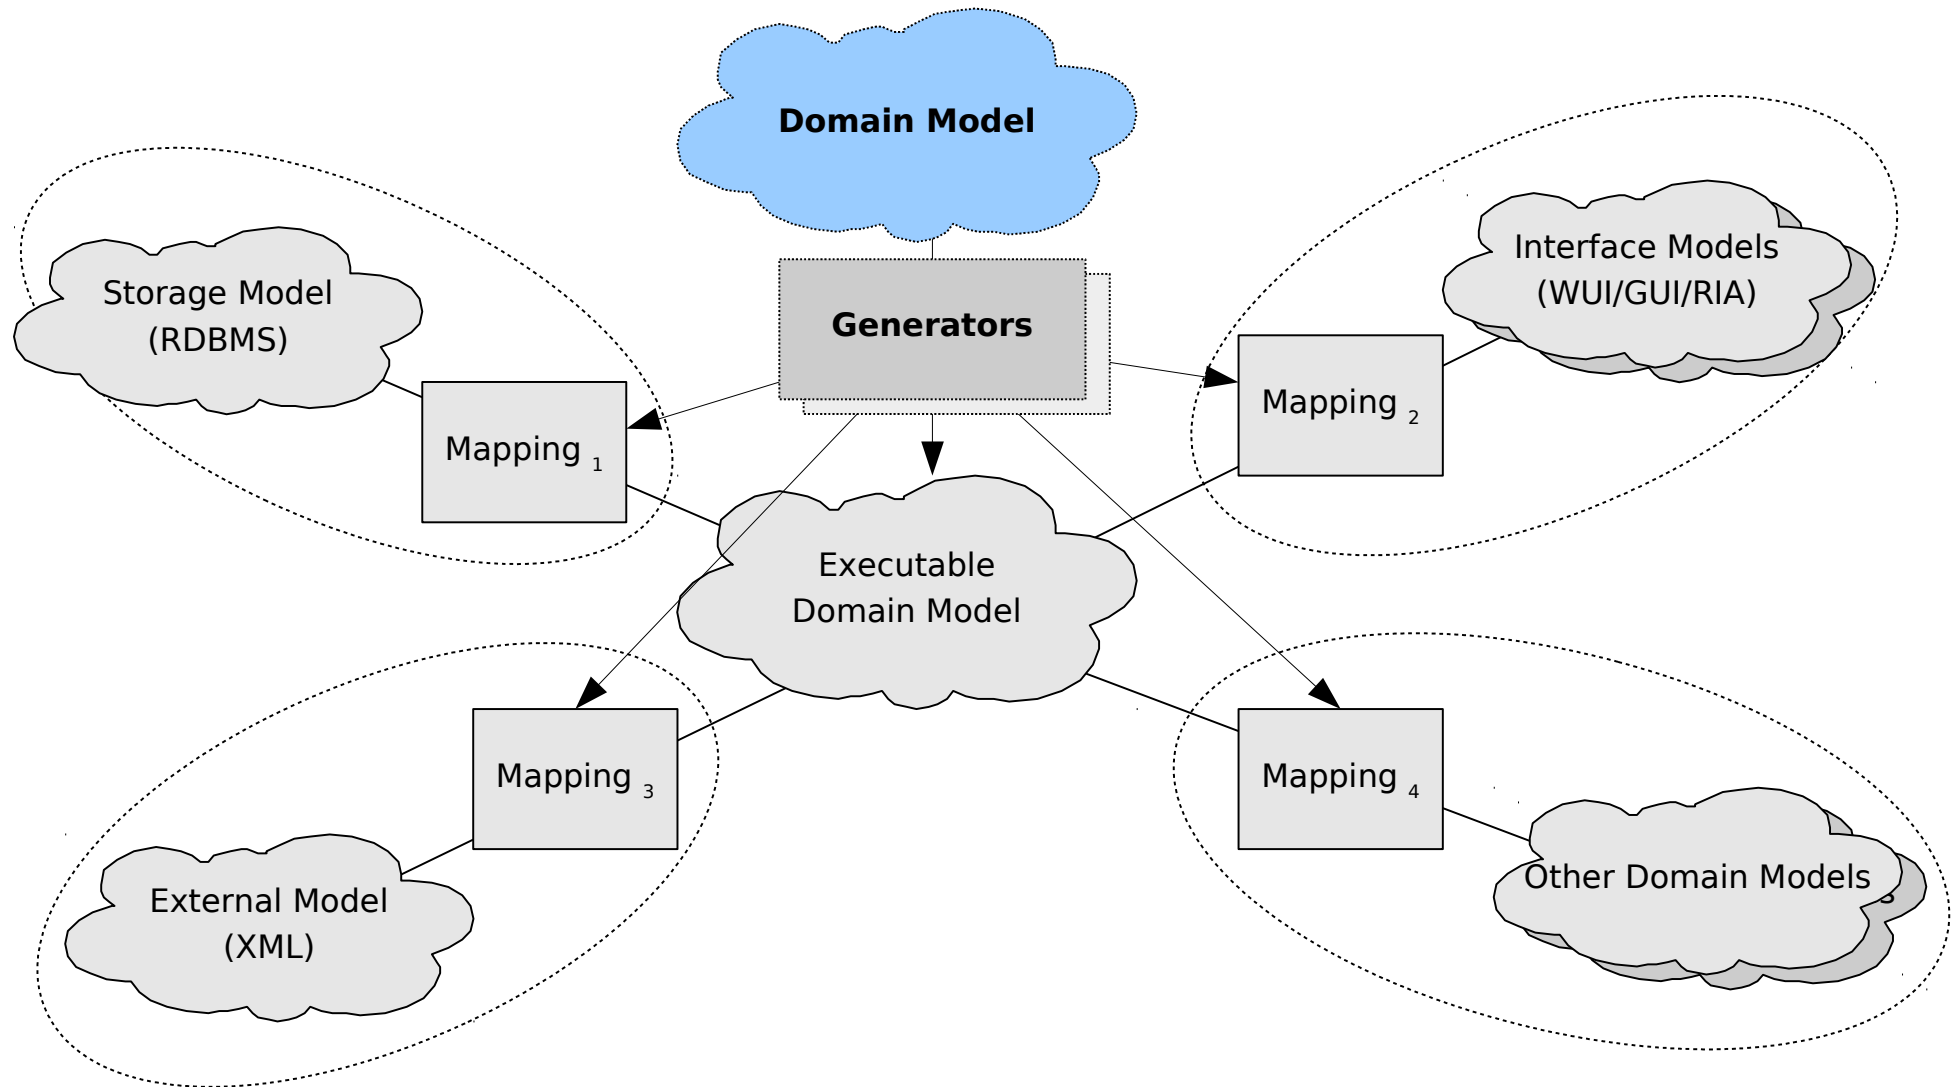 Domain Model
Storage Model
(RDBMS)
Generators
Interface Models
(WUI/GUI/RIA)
Mapping 1
Mapping 2
Executable
Domain Model
Mapping 3
Mapping 4
External Model
(XML)
Other Domain Models
s